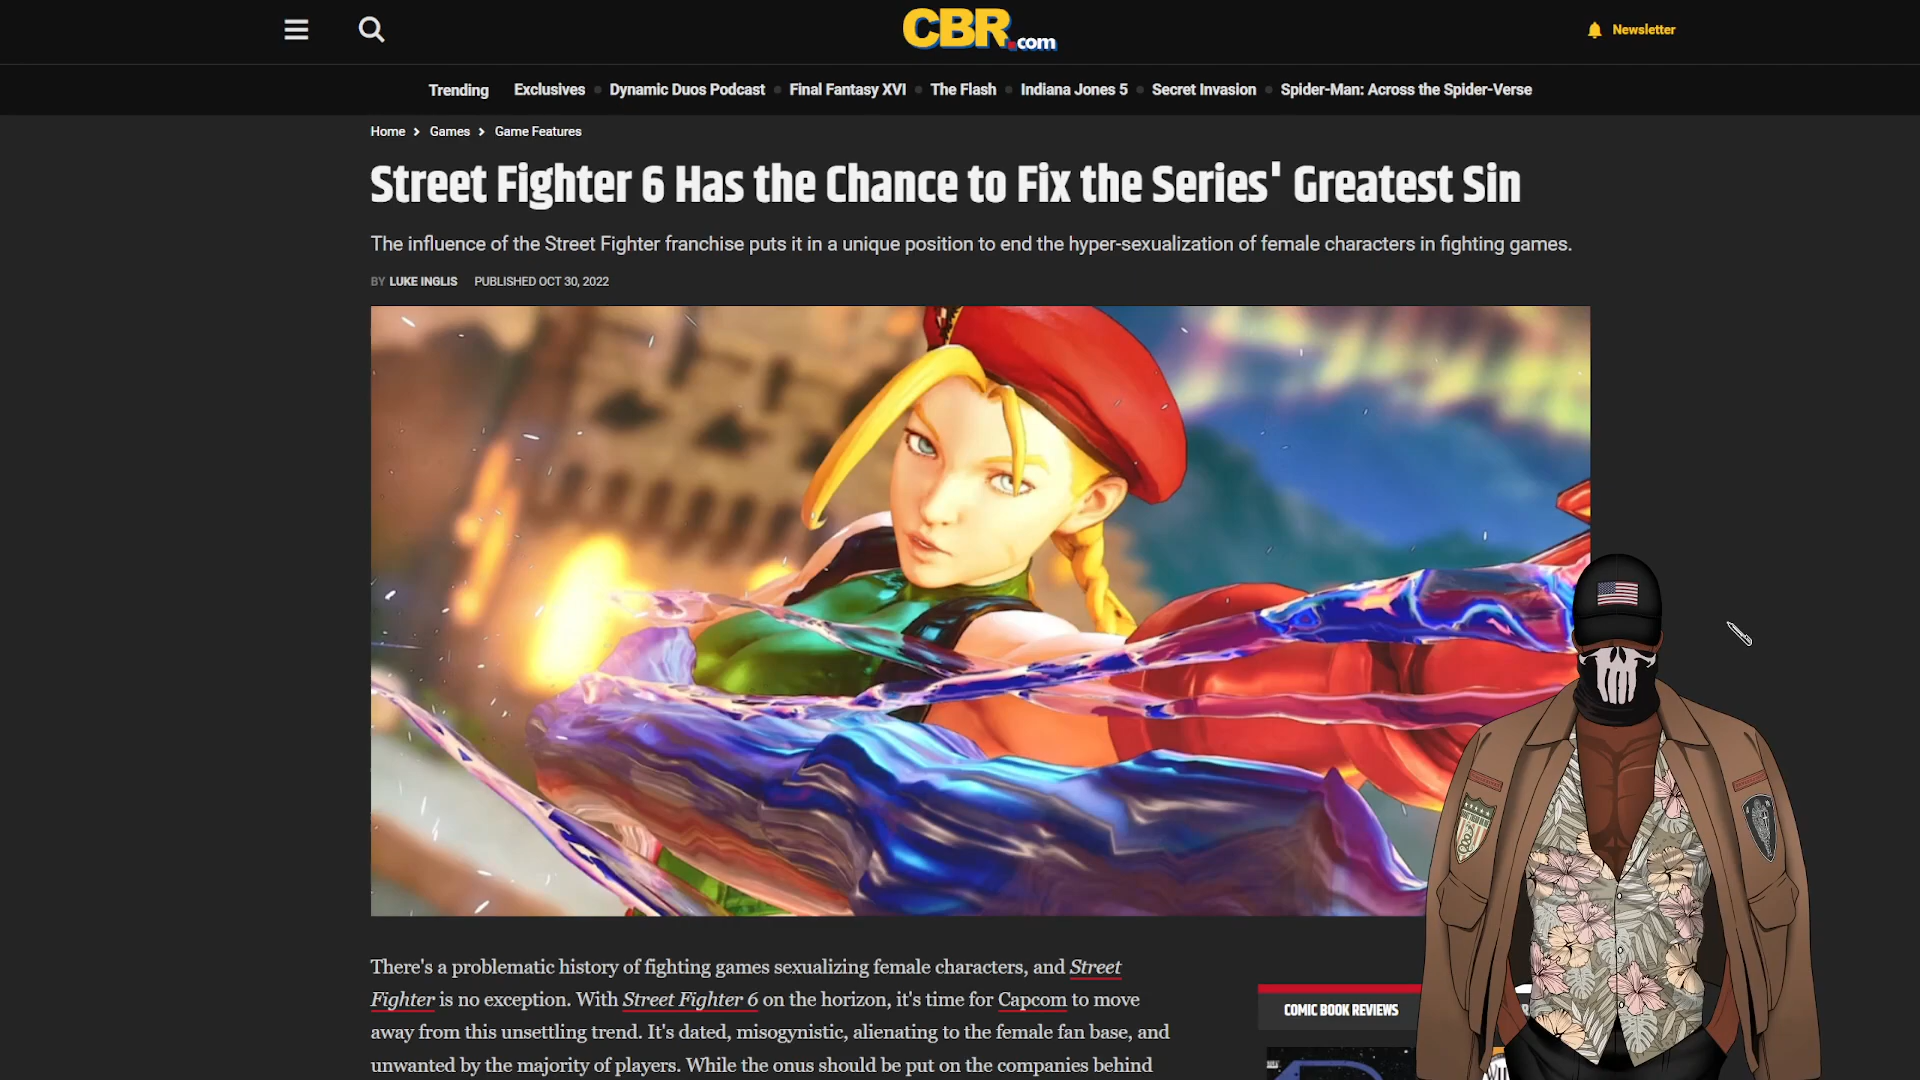 CBR.com
Newsletter
Trending Exclusives Dynamic Duos Podcast Final Fantasy XVI The Flash Indiana Jones 5 Secret Invasion Spider-Man: Across the Spider-Verse
Home > Games > Game Features
Street Fighter 6 Has the Chance to Fix the Series' Greatest Sin
The influence of the Street Fighter franchise puts it in a unique position to end the hyper-sexualization of female characters in fighting games.
BY LUKE INGLIS PUBLISHED OCT 30, 2022
There's a problematic history of fighting games sexualizing female characters, and Street
Fighter is no exception. With Street Fighter 6 on the horizon, it's time for Capcom to move
away from this unsettling trend. It's dated, misogynistic, alienating to the female fan base, and
unwanted by the majority of players. While the onus should be put on the companies behind
COMIC BOOK REVIEWS